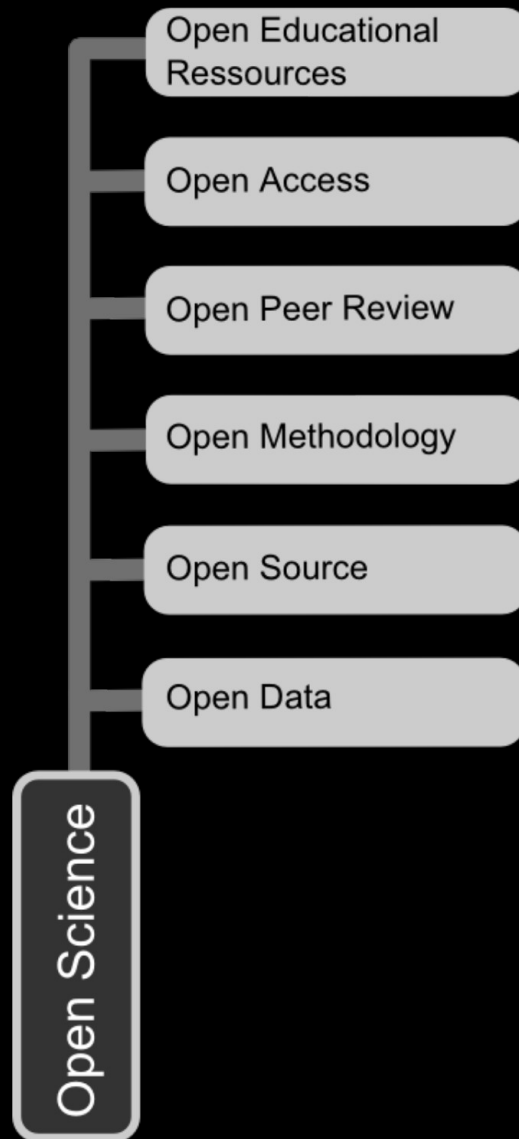 Open Educational
Ressources
Open Access
Open Peer Review
Open Methodology
Open Source
Open Data
Open Science